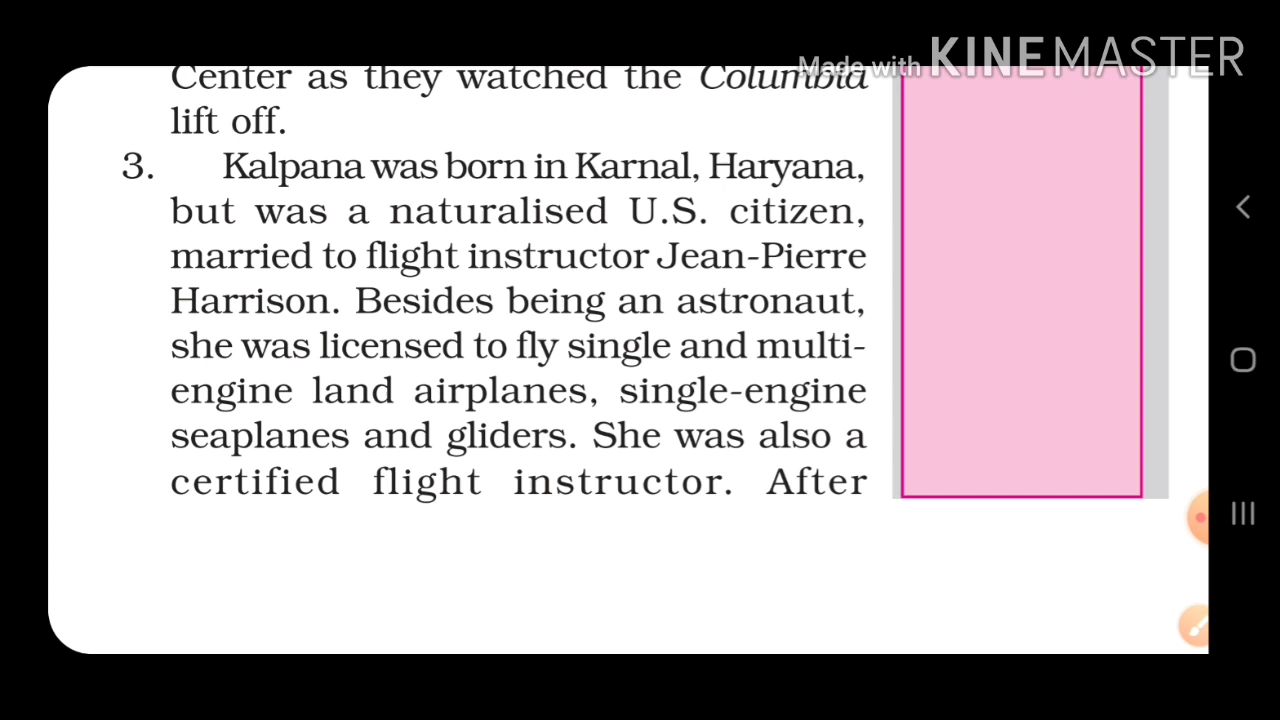 Made with KINEMASTER
Center as they watched the Columbia
lift off.
3. Kalpana was born in Karnal, Haryana,
but was a naturalised U.S. citizen,
married to flight instructor Jean-Pierre
Harrison. Besides being an astronaut,
she was licensed to fly single and multi-
engine land airplanes, single-engine
seaplanes and gliders. She was also a
certified flight instructor. After